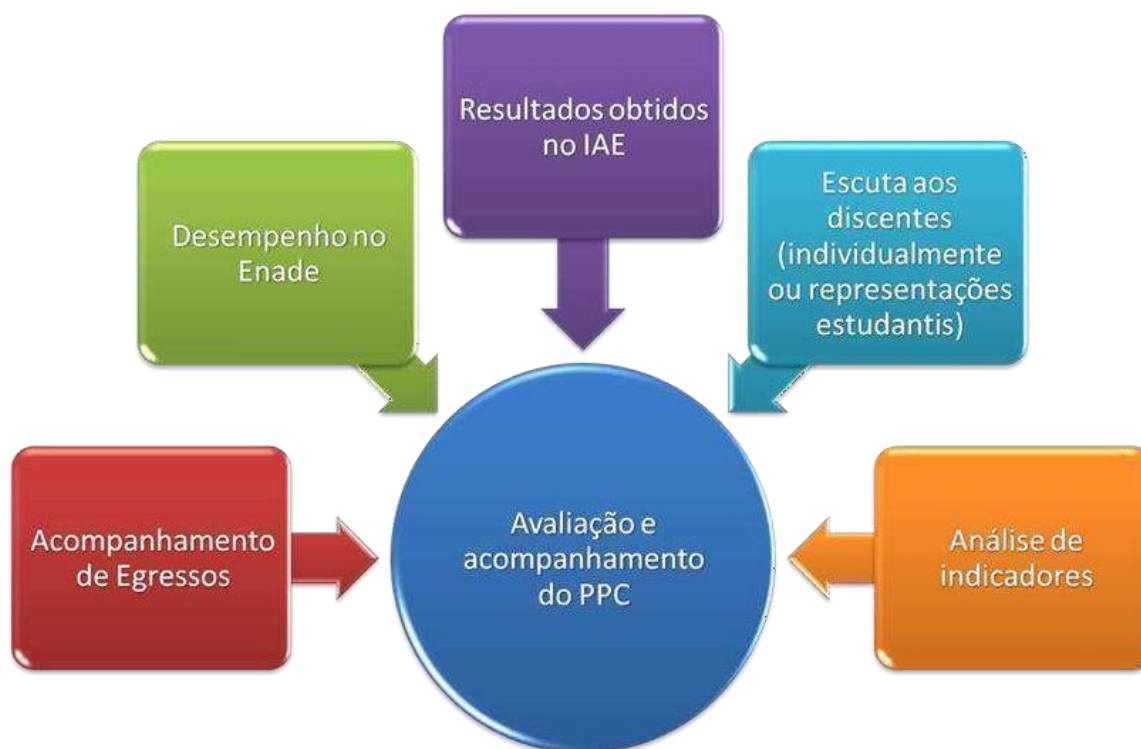 Resultados obtidos
no IAE
Desempenho no
Enade
Escuta aos
discentes
(individualmente
ou representações
estudantis)
Acompanhamento
de Egressos
Avaliação e
acompanhamento
do PPC
Análise de
indicadores